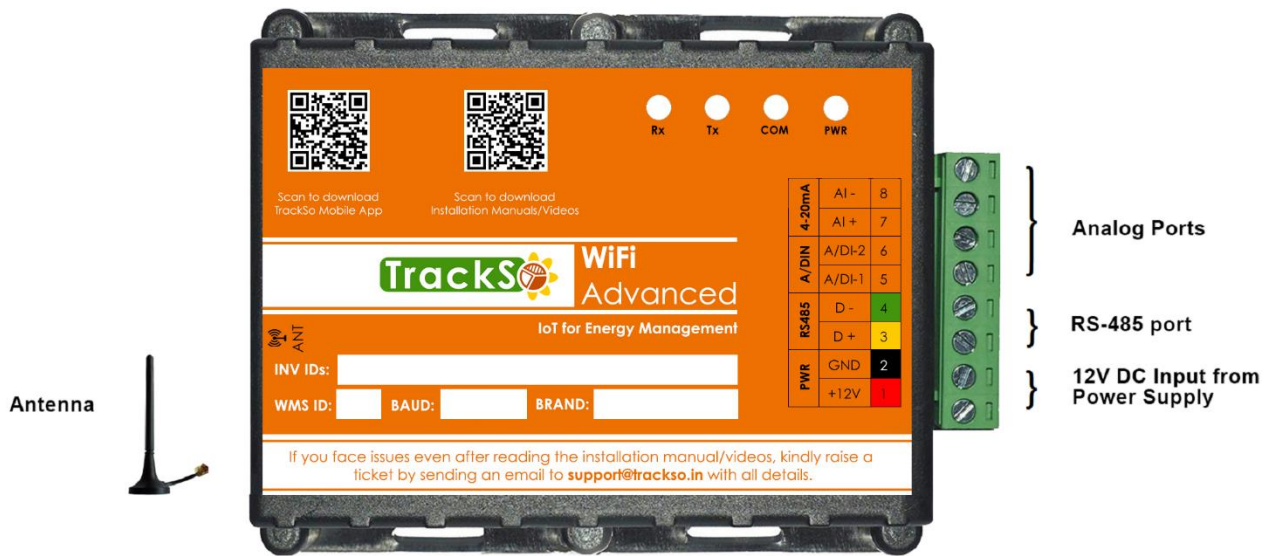 Rx Tx COM PWR
Scan to download
TrackSo Mobile App
Scan to download
Installation Manuals/Videos
4-20mA
AI - 8
AI + 7
A/DIN
A/DI-2 6
A/DI-1 5
RS485
D - 4
D + 3
PWR
GND 2
+12V 1
TrackSo
WiFi
Advanced
IoT for Energy Management
ANT
INV IDs:
WMS ID: BAUD: BRAND:
If you face issues even after reading the installation manual/videos, kindly raise a
ticket by sending an email to support@trackso.in with all details.
Antenna
Analog Ports
RS-485 port
12V DC Input from
Power Supply